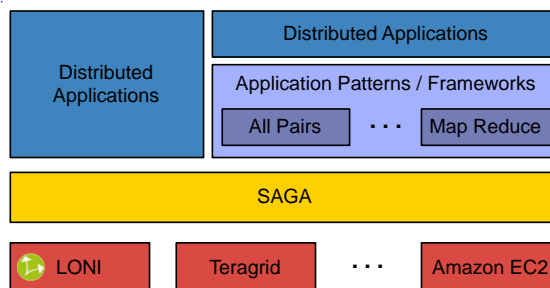 Distributed
Applications
Distributed Applications
Application Patterns / Frameworks
All Pairs
. . .
Map Reduce
SAGA
LONI
Teragrid
. . .
Amazon EC2